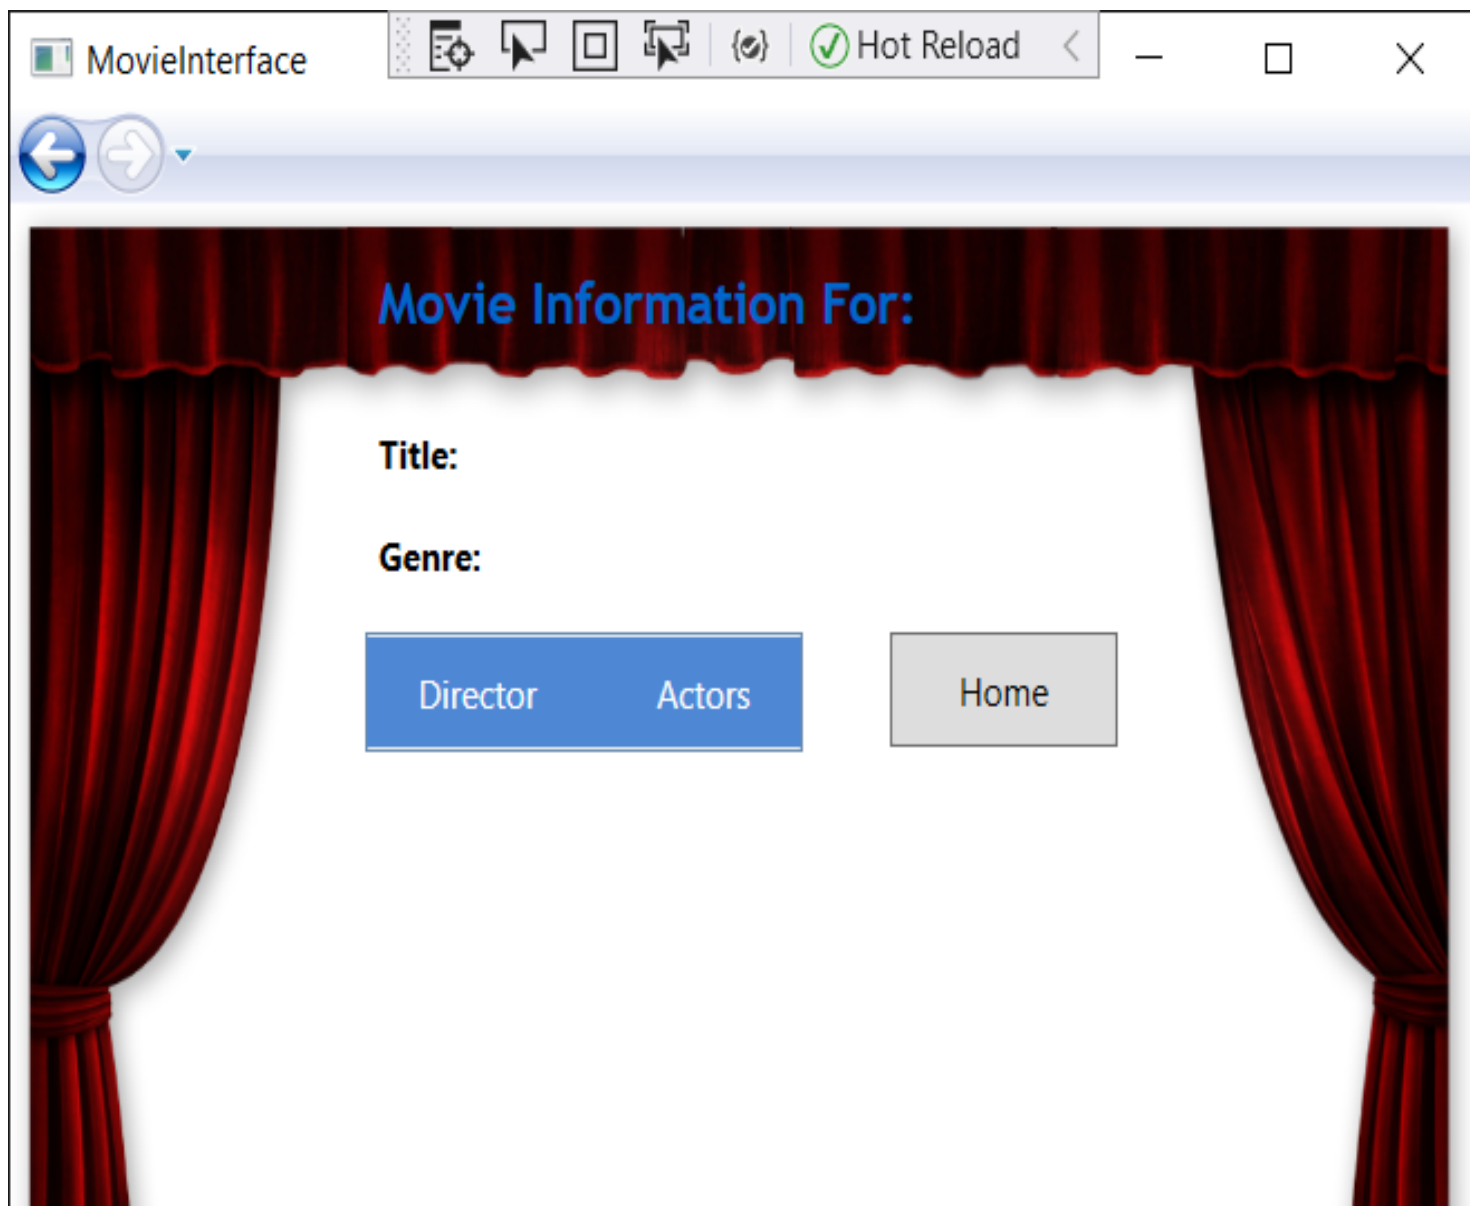 MovieInterface
Hot Reload
Movie Information For:
Title:
Genre:
Director Actors Home